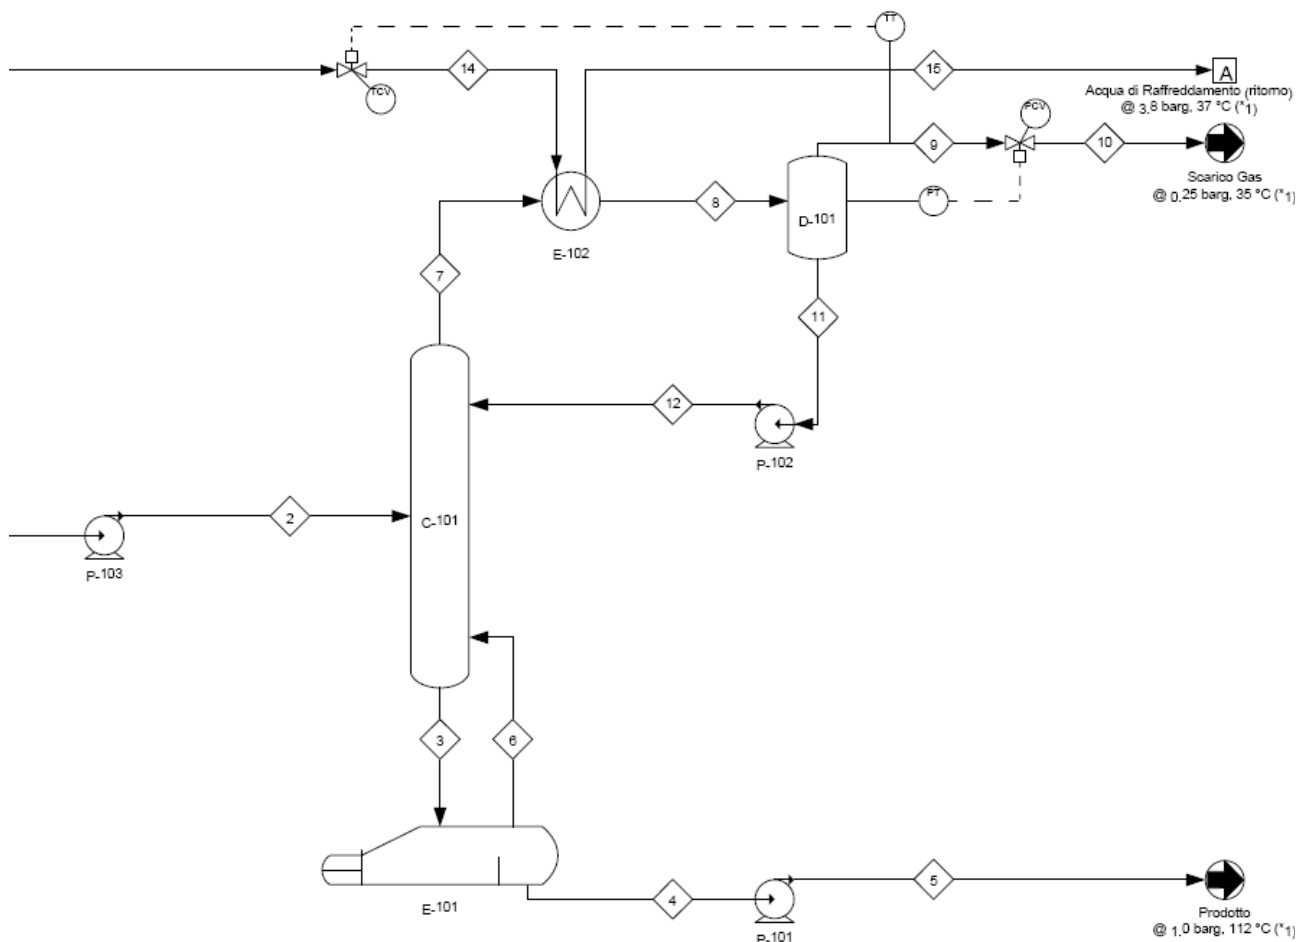 TT
14
15
A
TCV
Acqua di Raffreddamento (ritorno)
@ 3.8 barg, 37 °C (*1)
PCV
9
10
Scarico Gas
@ 0.25 barg, 35 °C (*1)
8
D-101
PT
E-102
7
11
12
P-102
2
C-101
P-103
3
6
E-101
4
5
P-101
Prodotto
@ 1.0 barg, 112 °C (*1)